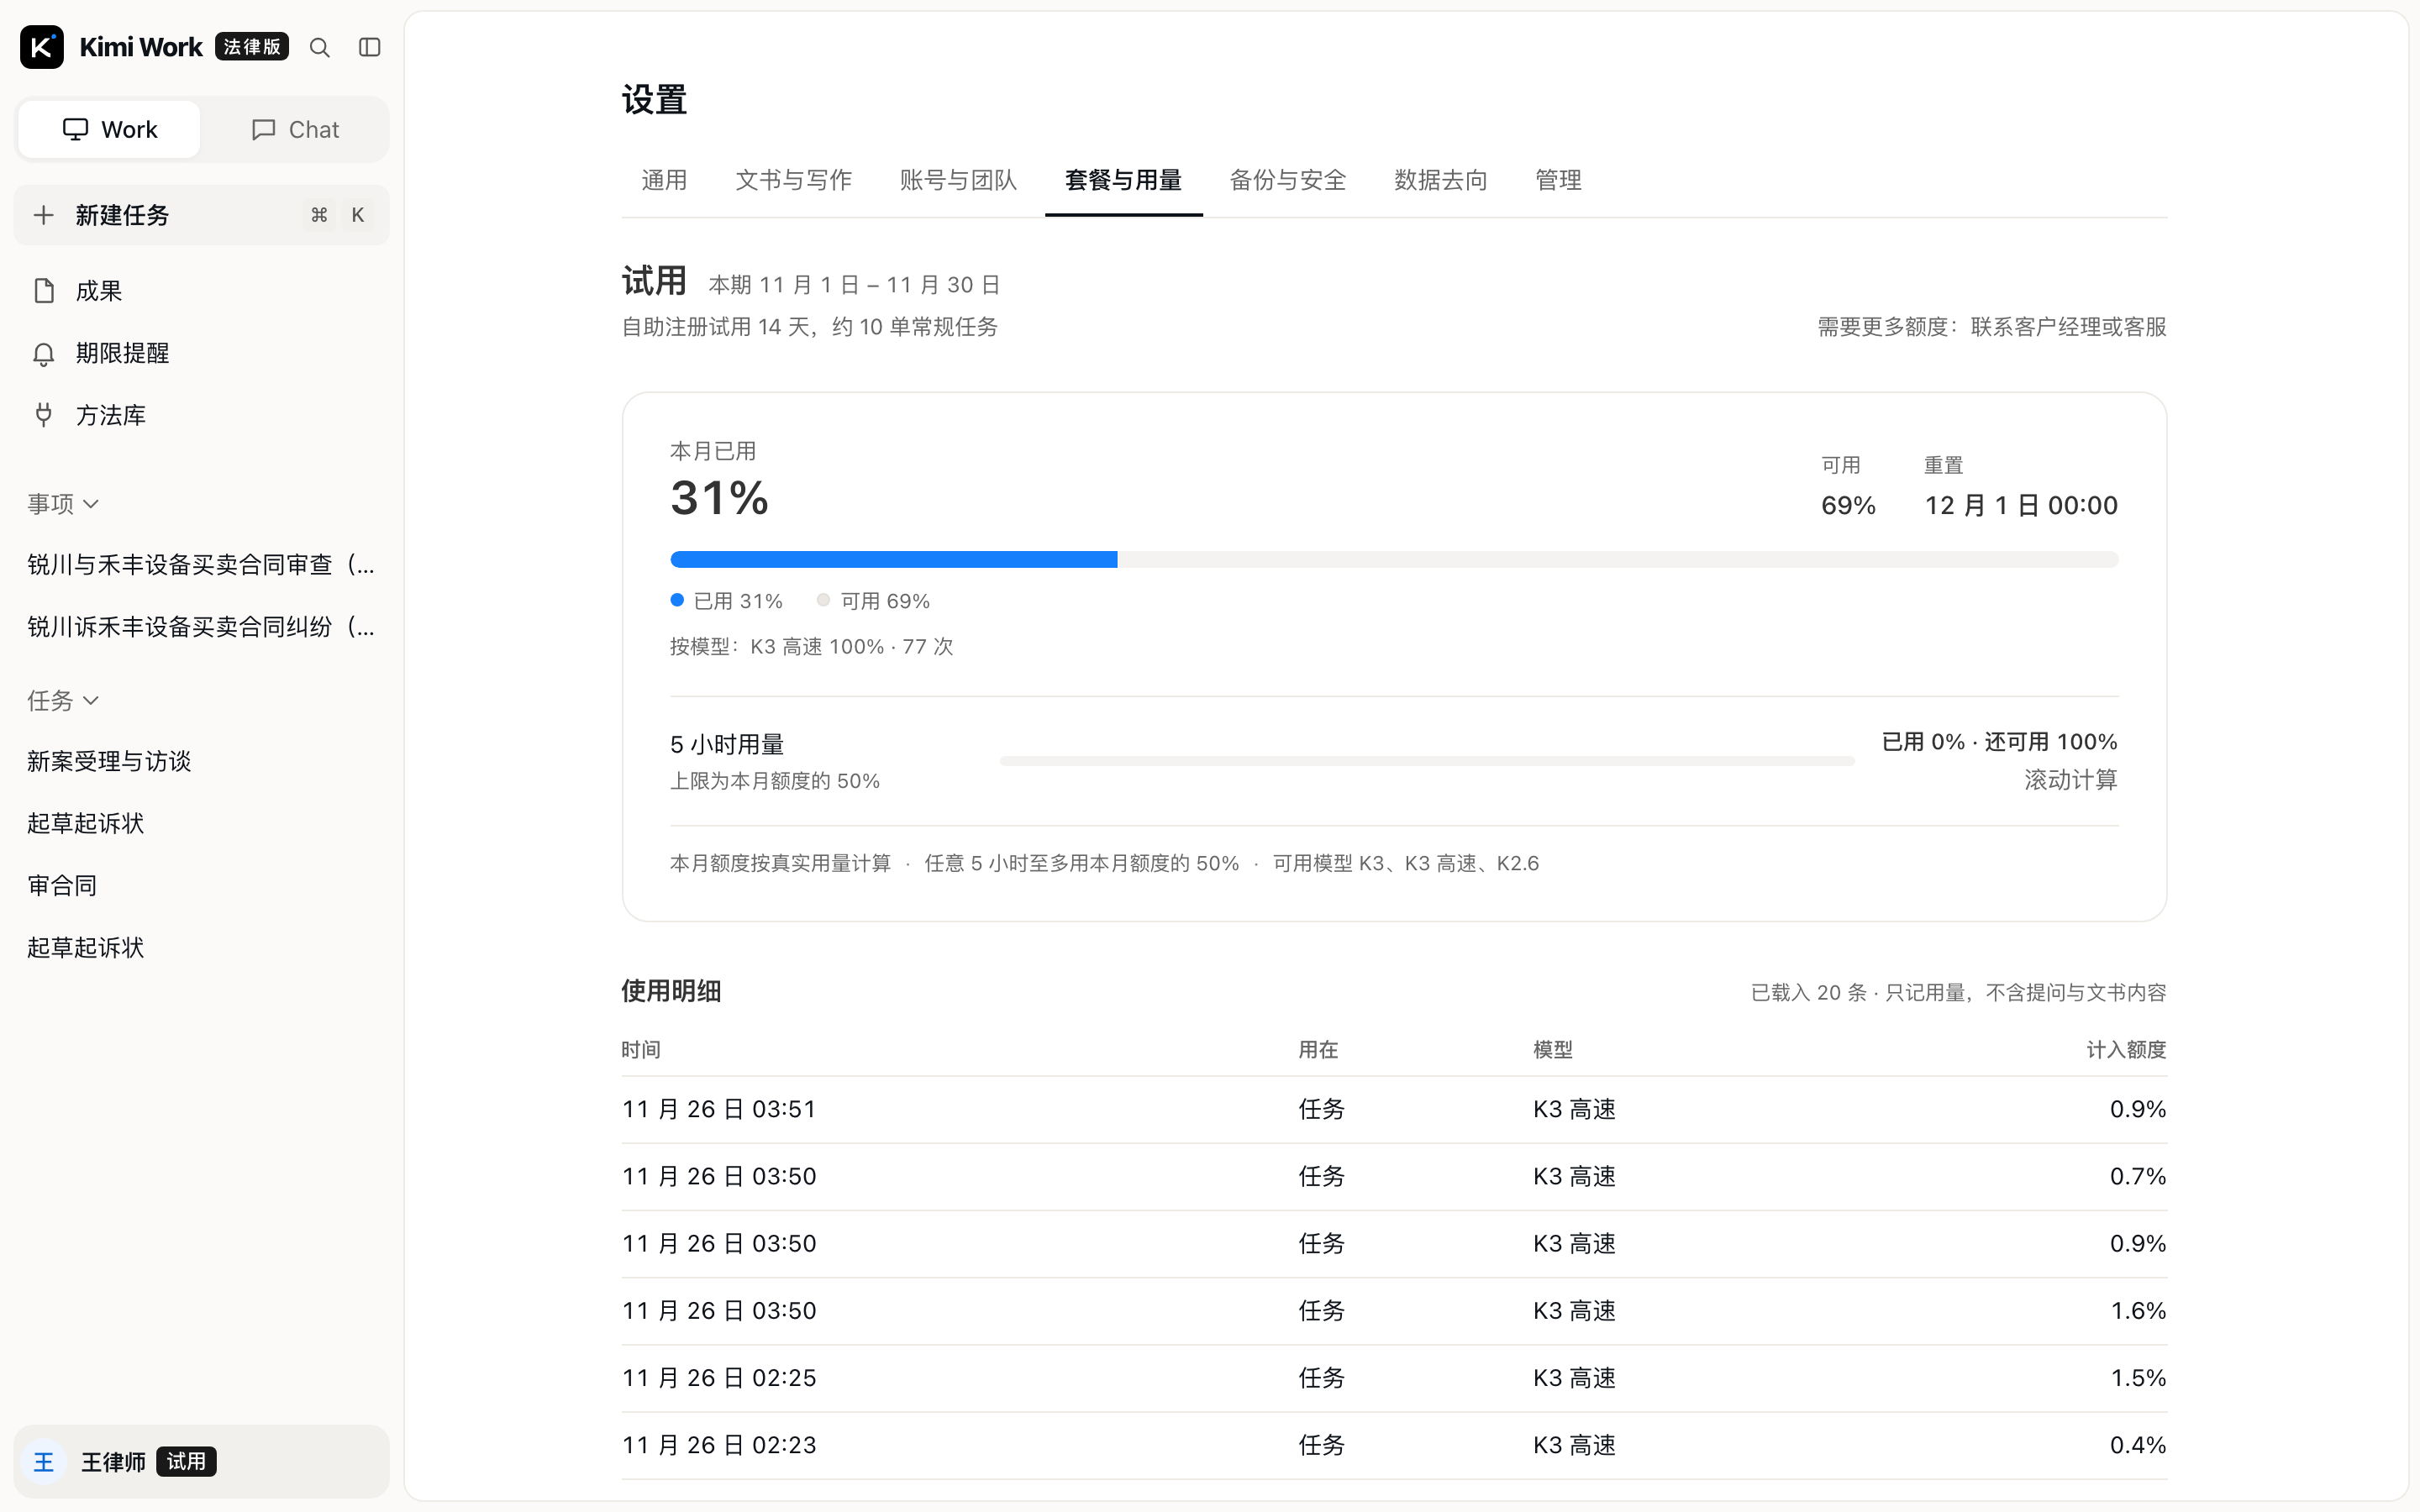 Kimi Work 法律版
Work
Chat
新建任务 ⌘ K
成果
期限提醒
方法库
事项
锐川与禾丰设备买卖合同审查（...
锐川诉禾丰设备买卖合同纠纷（...
任务
新案受理与访谈
起草起诉状
审合同
起草起诉状
王 王律师 试用
设置
通用 文书与写作 账号与团队 套餐与用量 备份与安全 数据去向 管理
试用 本期 11 月 1 日 – 11 月 30 日
自助注册试用 14 天，约 10 单常规任务
需要更多额度：联系客户经理或客服
本月已用
31%
可用 重置
69% 12 月 1 日 00:00
已用 31% 可用 69%
按模型：K3 高速 100% · 77 次
5 小时用量
上限为本月额度的 50%
已用 0% · 还可用 100%
滚动计算
本月额度按真实用量计算 · 任意 5 小时至多用本月额度的 50% · 可用模型 K3、K3 高速、K2.6
使用明细
已载入 20 条 · 只记用量，不含提问与文书内容
时间 用在 模型 计入额度
11 月 26 日 03:51 任务 K3 高速 0.9%
11 月 26 日 03:50 任务 K3 高速 0.7%
11 月 26 日 03:50 任务 K3 高速 0.9%
11 月 26 日 03:50 任务 K3 高速 1.6%
11 月 26 日 02:25 任务 K3 高速 1.5%
11 月 26 日 02:23 任务 K3 高速 0.4%